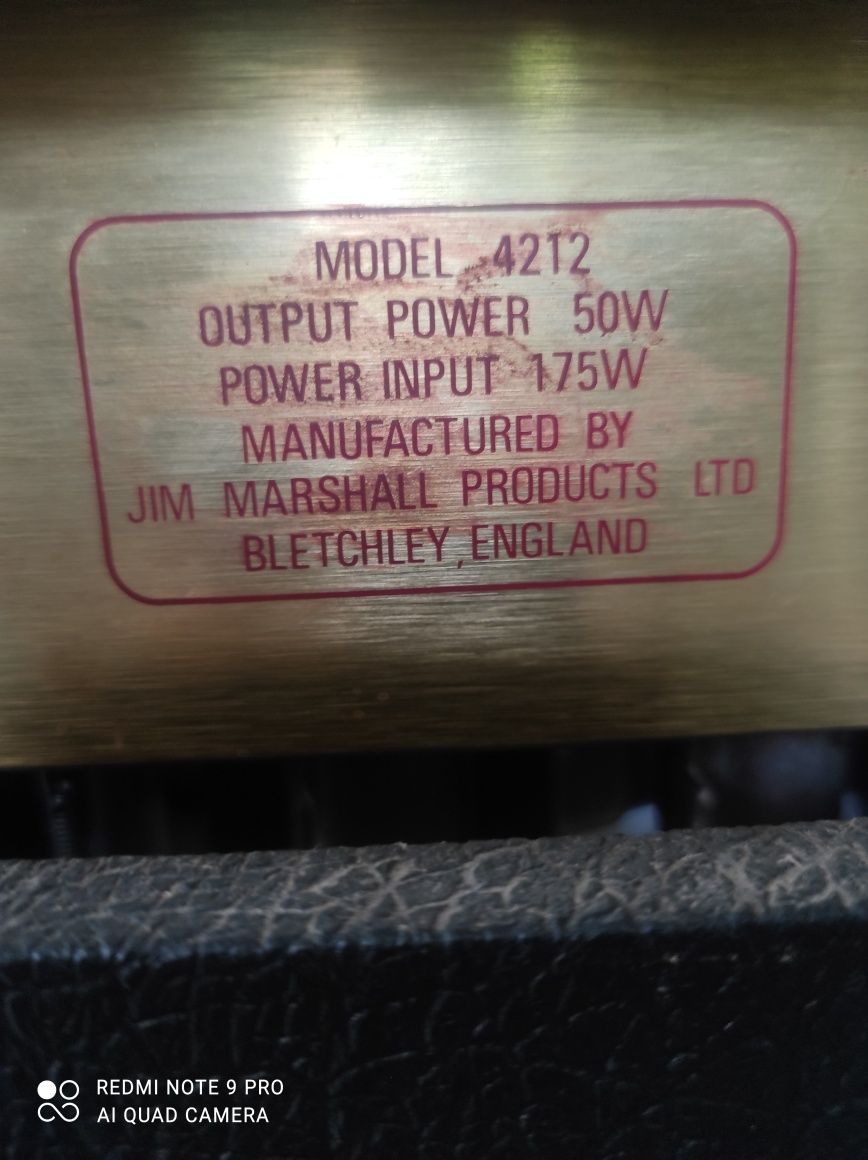 MODEL 4212
OUTPUT POWER 50W
POWER INPUT 175W
MANUFACTURED BY
JIM MARSHALL PRODUCTS LTD
BLETCHLEY, ENGLAND
REDMI NOTE 9 PRO
AI QUAD CAMERA